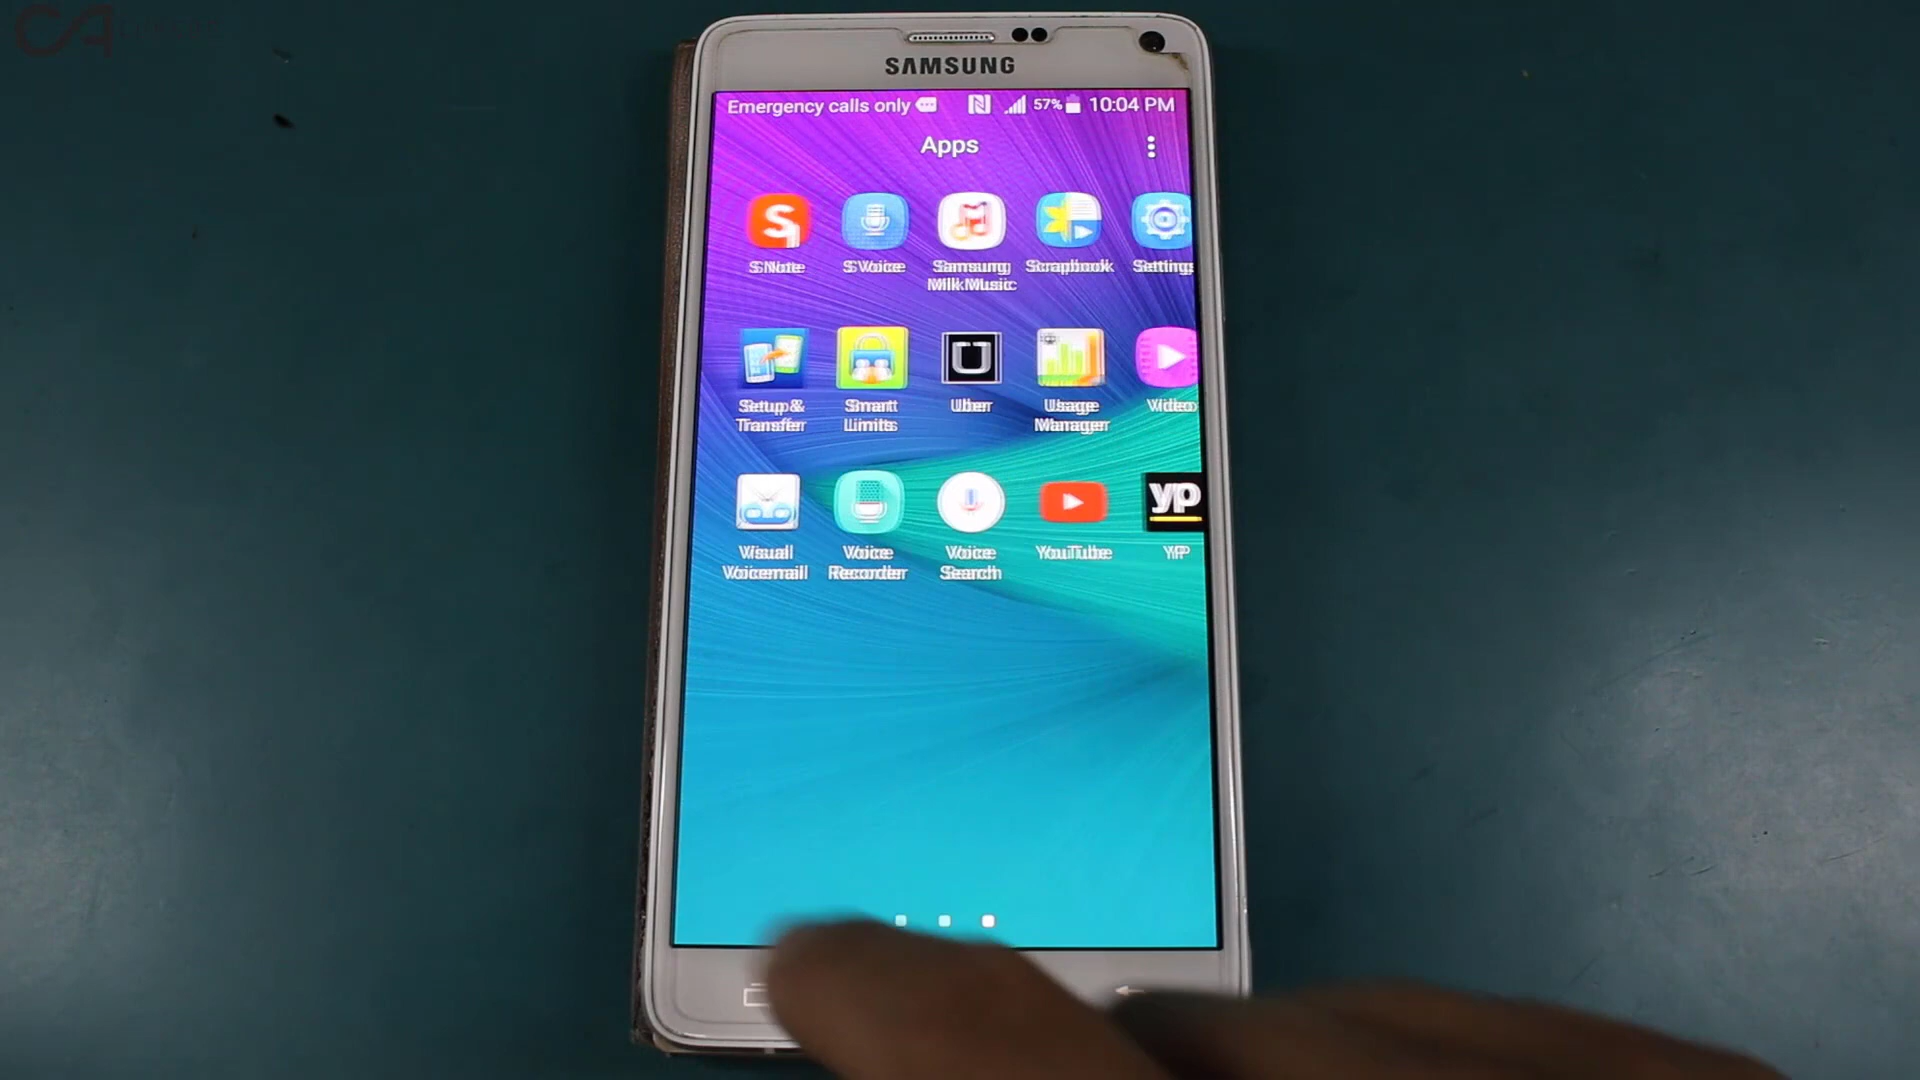 SAMSUNG
Emergency calls only 57% 10:04 PM
Apps
S Note S Voice Samsung Scrapbook Settings
Milk Music
Setup & Smart Uber Usage Video
Transfer Limits Manager
yp
Visual Voice Voice YouTube YP
Voicemail Recorder Search